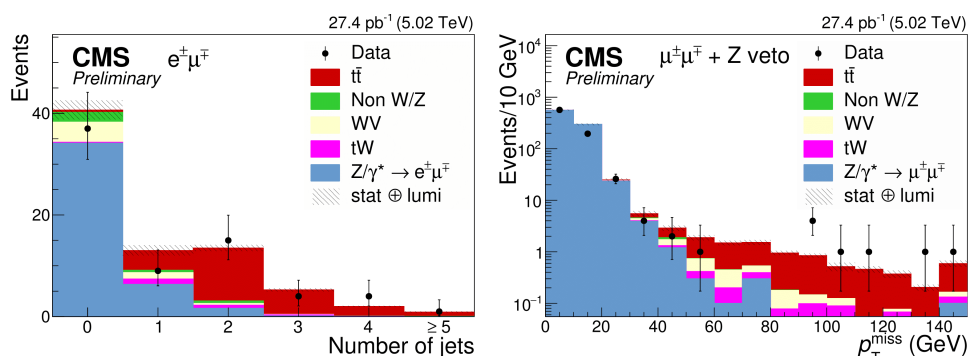 27.4 pb⁻¹ (5.02 TeV)
CMS e±μ∓
Preliminary
Data
tt̄
Non W/Z
WV
tW
Z/γ* → e±μ∓
stat ⊕ lumi
Events
40
20
0
0 1 2 3 4 ≥5
Number of jets
27.4 pb⁻¹ (5.02 TeV)
CMS μ±μ∓ + Z veto
Preliminary
Data
tt̄
Non W/Z
WV
tW
Z/γ* → μ±μ∓
stat ⊕ lumi
Events/10 GeV
10⁴
10³
10²
10
1
10⁻¹
0 20 40 60 80 100 120 140
p_T^miss (GeV)